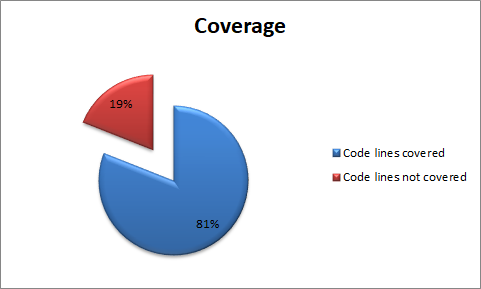 Coverage
19%
Code lines covered
Code lines not covered
81%